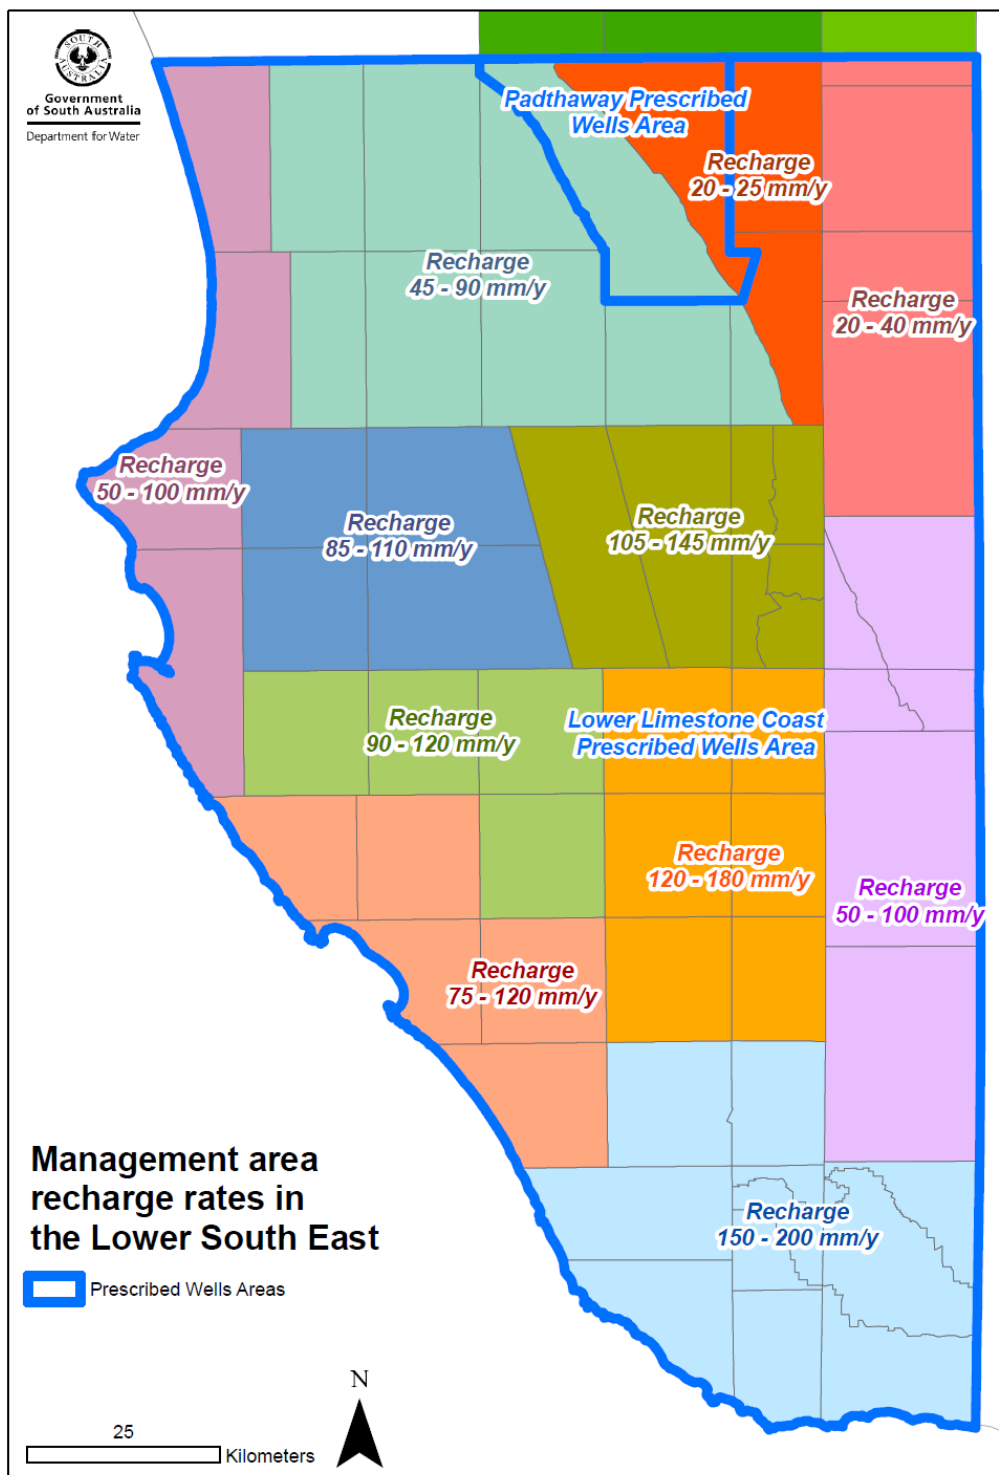 SOUTH
AUSTRALIA
Government
of South Australia
Department for Water
Padthaway Prescribed
Wells Area
Recharge
20 - 25 mm/y
Recharge
45 - 90 mm/y
Recharge
20 - 40 mm/y
Recharge
50 - 100 mm/y
Recharge
85 - 110 mm/y
Recharge
105 - 145 mm/y
Recharge
90 - 120 mm/y
Lower Limestone Coast
Prescribed Wells Area
Recharge
120 - 180 mm/y
Recharge
50 - 100 mm/y
Recharge
75 - 120 mm/y
Recharge
150 - 200 mm/y
Management area
recharge rates in
the Lower South East
Prescribed Wells Areas
N
25
Kilometers